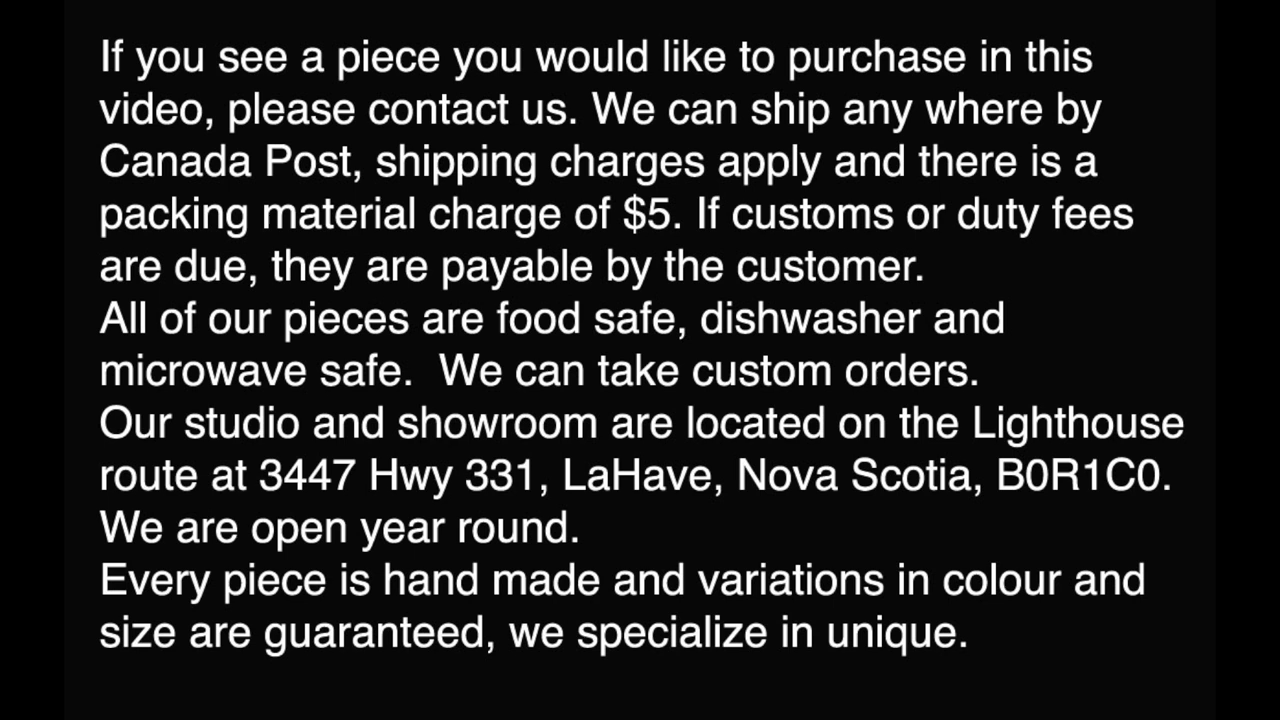 If you see a piece you would like to purchase in this
video, please contact us. We can ship any where by
Canada Post, shipping charges apply and there is a
packing material charge of $5. If customs or duty fees
are due, they are payable by the customer.
All of our pieces are food safe, dishwasher and
microwave safe.  We can take custom orders.
Our studio and showroom are located on the Lighthouse
route at 3447 Hwy 331, LaHave, Nova Scotia, B0R1C0.
We are open year round.
Every piece is hand made and variations in colour and
size are guaranteed, we specialize in unique.